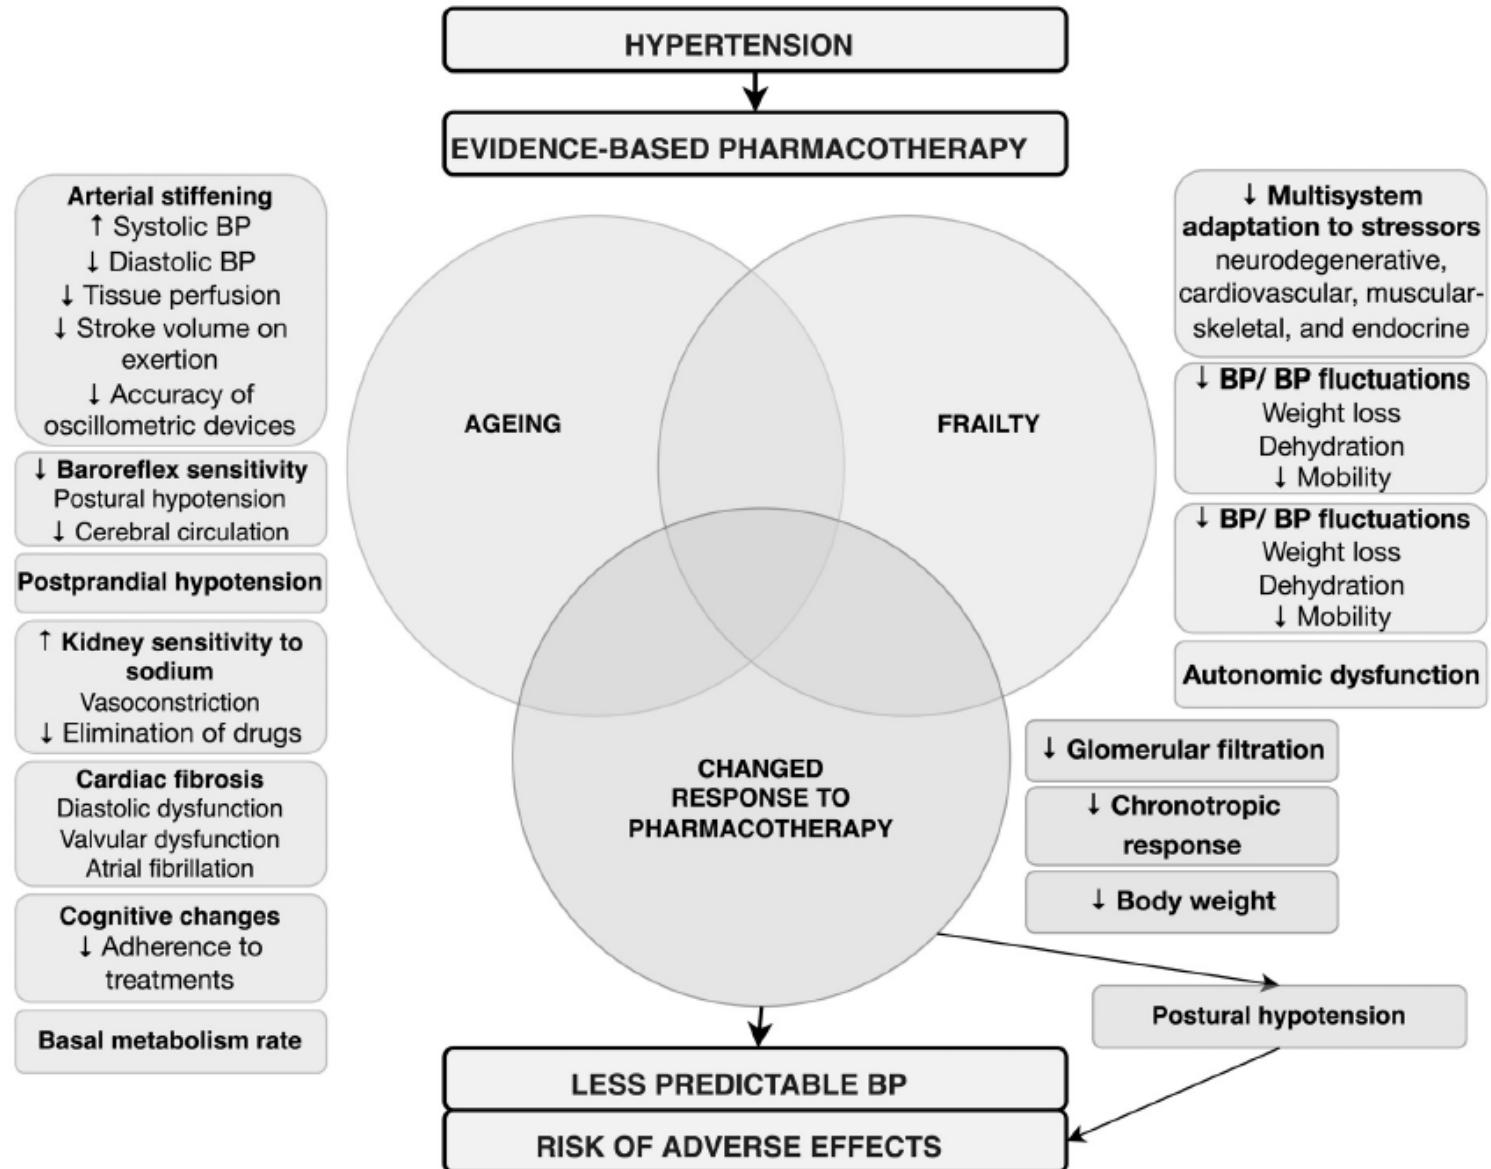 HYPERTENSION
EVIDENCE-BASED PHARMACOTHERAPY
Arterial stiffening
↑ Systolic BP
↓ Diastolic BP
↓ Tissue perfusion
↓ Stroke volume on
exertion
↓ Accuracy of
oscillometric devices
↓ Baroreflex sensitivity
Postural hypotension
↓ Cerebral circulation
Postprandial hypotension
↑ Kidney sensitivity to
sodium
Vasoconstriction
↓ Elimination of drugs
Cardiac fibrosis
Diastolic dysfunction
Valvular dysfunction
Atrial fibrillation
Cognitive changes
↓ Adherence to
treatments
Basal metabolism rate
AGEING
FRAILTY
CHANGED
RESPONSE TO
PHARMACOTHERAPY
↓ Multisystem
adaptation to stressors
neurodegenerative,
cardiovascular, muscular-
skeletal, and endocrine
↓ BP/ BP fluctuations
Weight loss
Dehydration
↓ Mobility
↓ BP/ BP fluctuations
Weight loss
Dehydration
↓ Mobility
Autonomic dysfunction
↓ Glomerular filtration
↓ Chronotropic
response
↓ Body weight
Postural hypotension
LESS PREDICTABLE BP
RISK OF ADVERSE EFFECTS